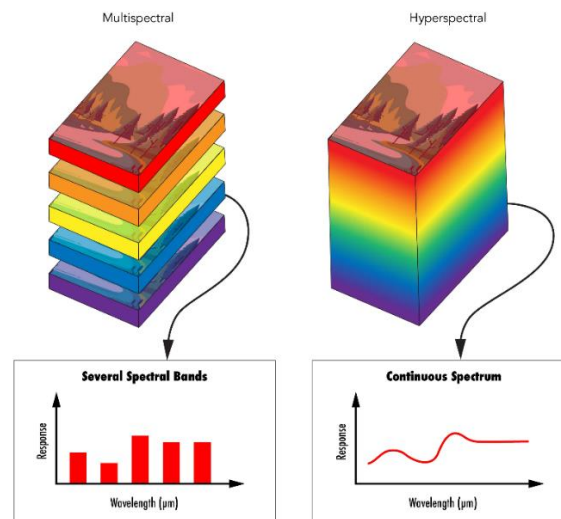 Multispectral
Hyperspectral
Several Spectral Bands
Response
Wavelength (μm)
Continuous Spectrum
Response
Wavelength (μm)